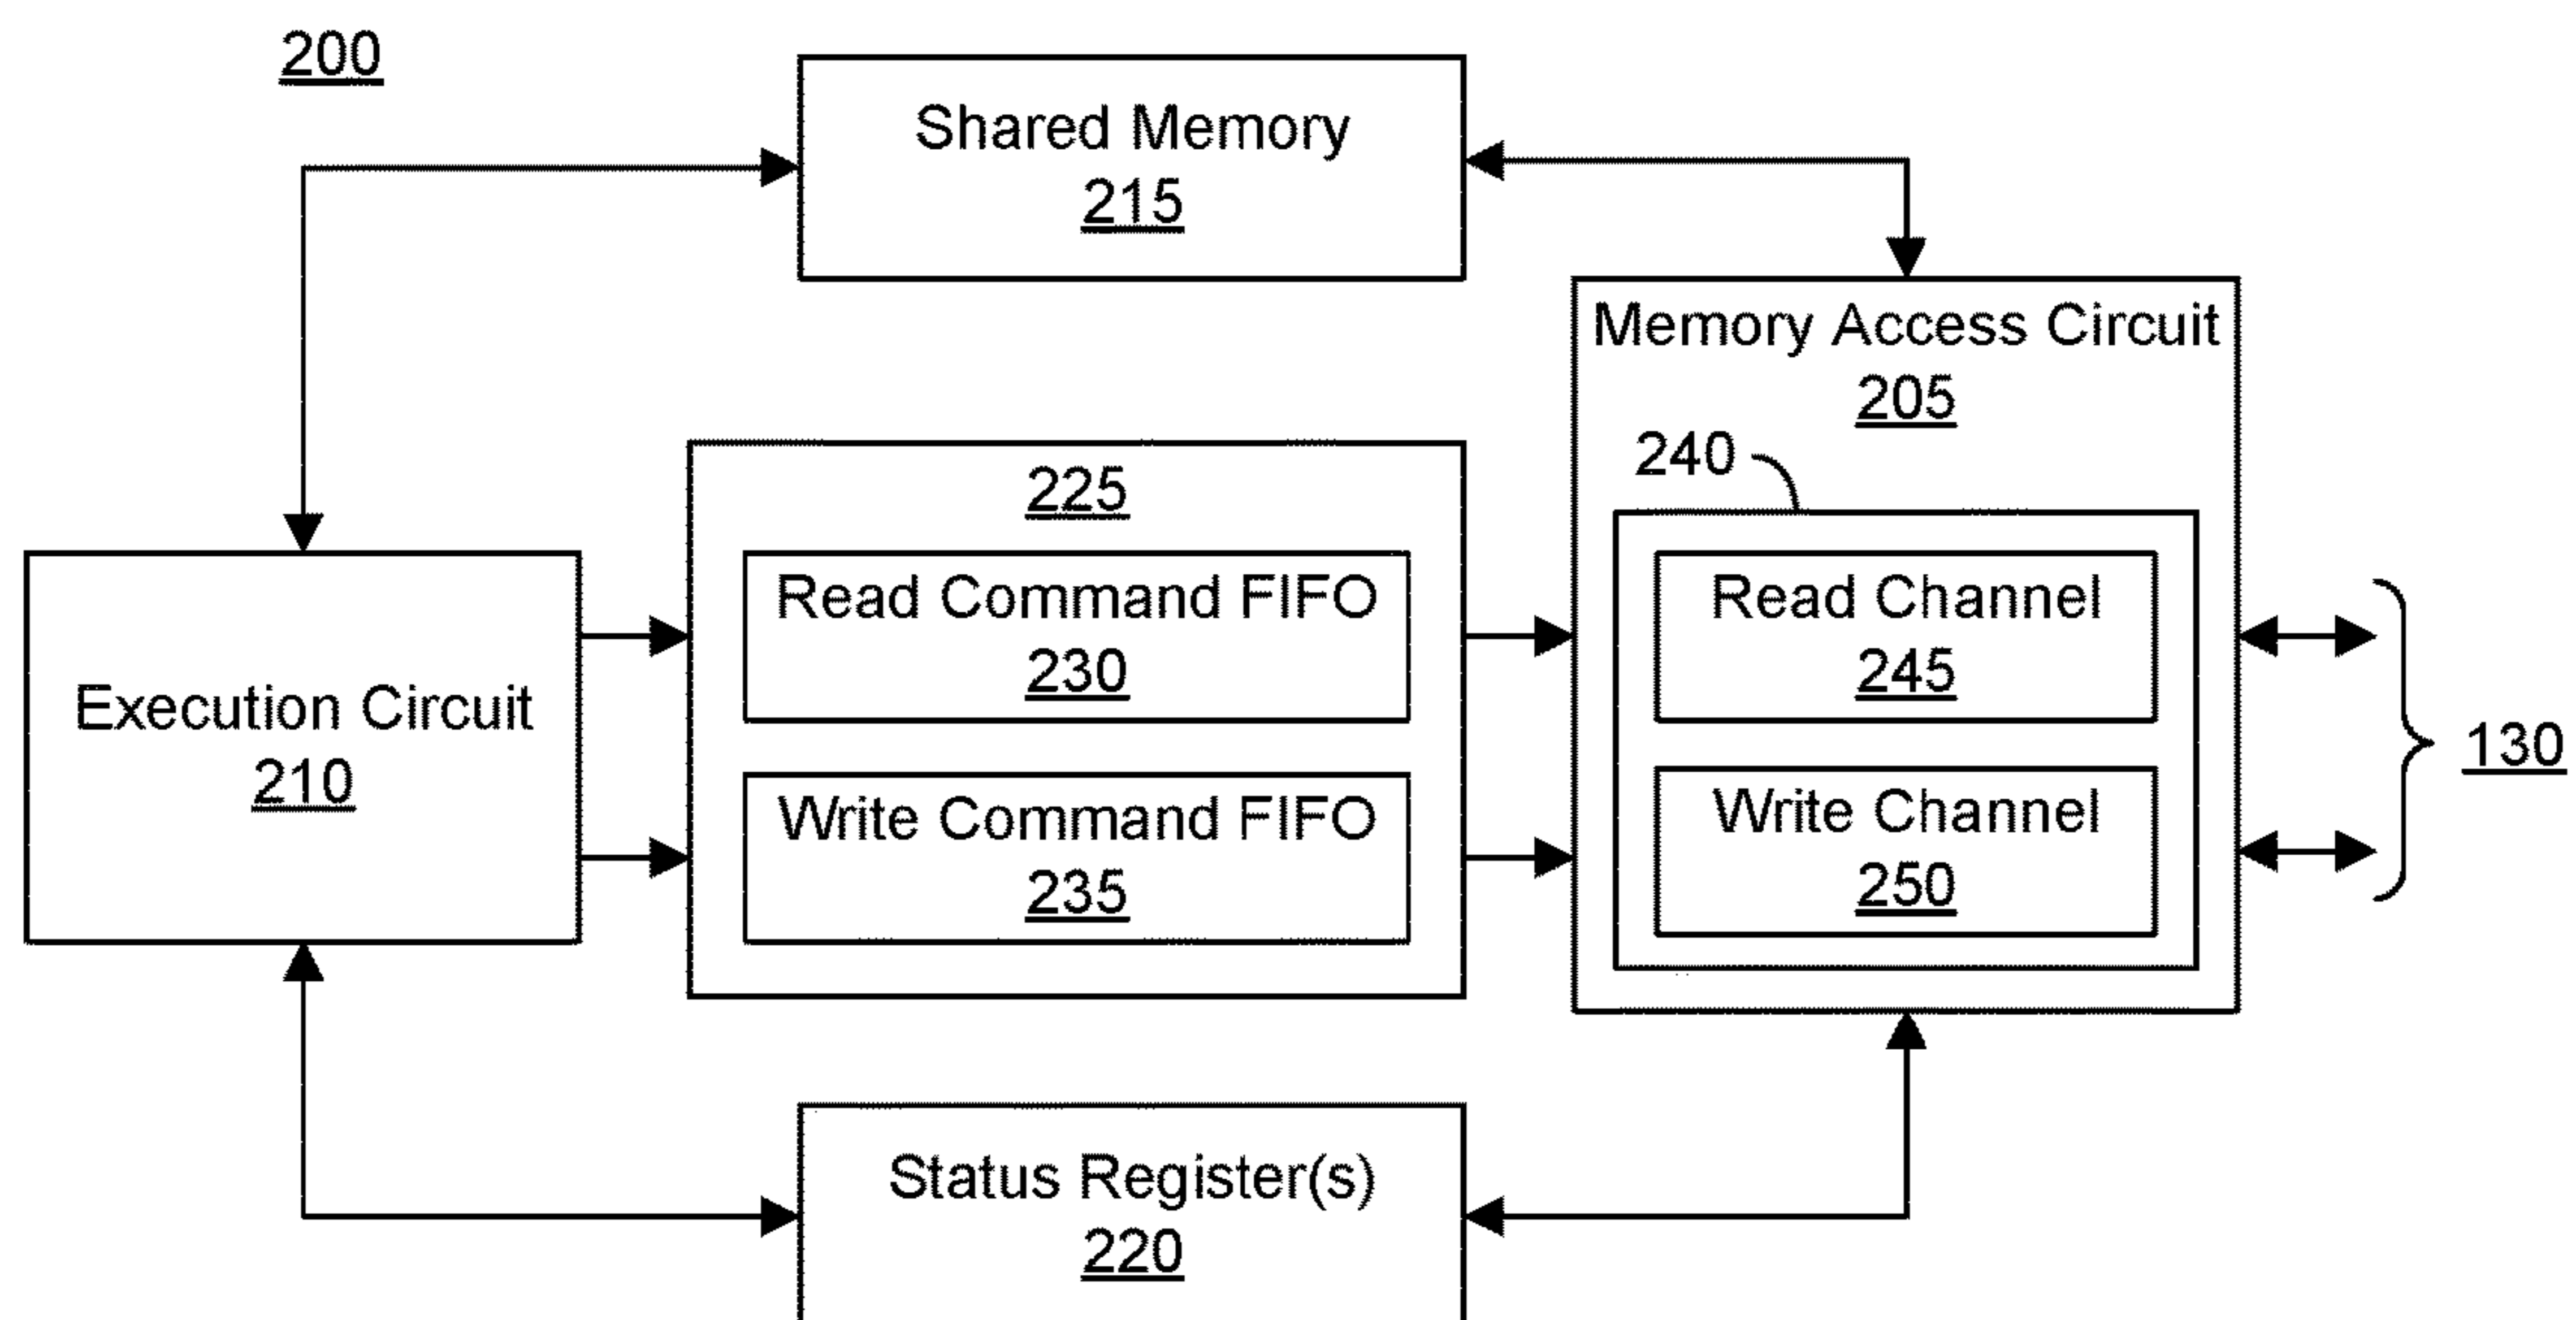 200
Shared Memory
215
Memory Access Circuit
205
240
225
Read Command FIFO
230
Read Channel
245
Execution Circuit
210
130
Write Command FIFO
235
Write Channel
250
Status Register(s)
220